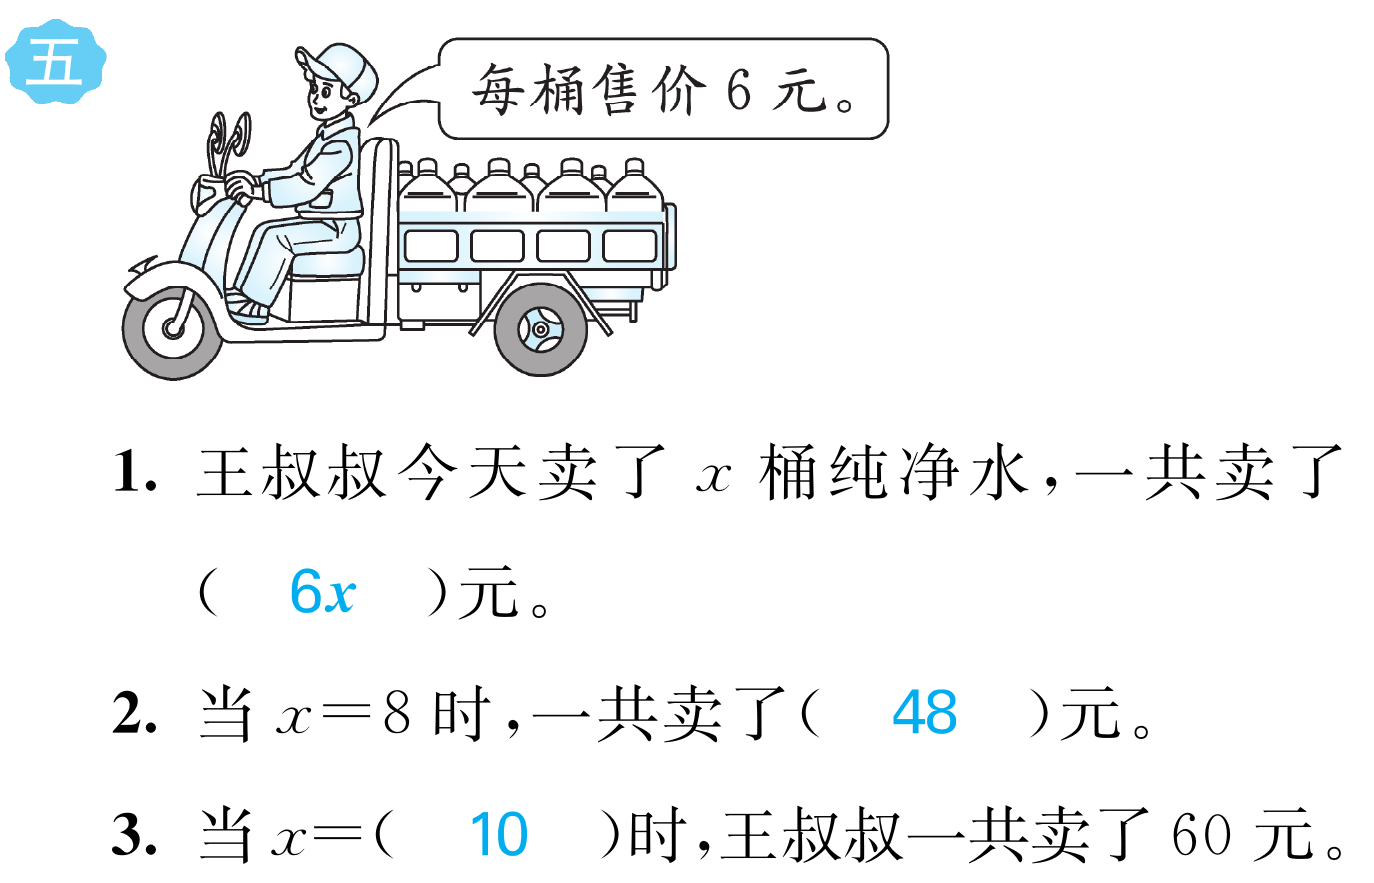 五
每桶售价6元。
1. 王叔叔今天卖了 x 桶纯净水,一共卖了
( 6x )元。
2. 当 x=8 时,一共卖了( 48 )元。
3. 当 x=( 10 )时,王叔叔一共卖了 60 元。